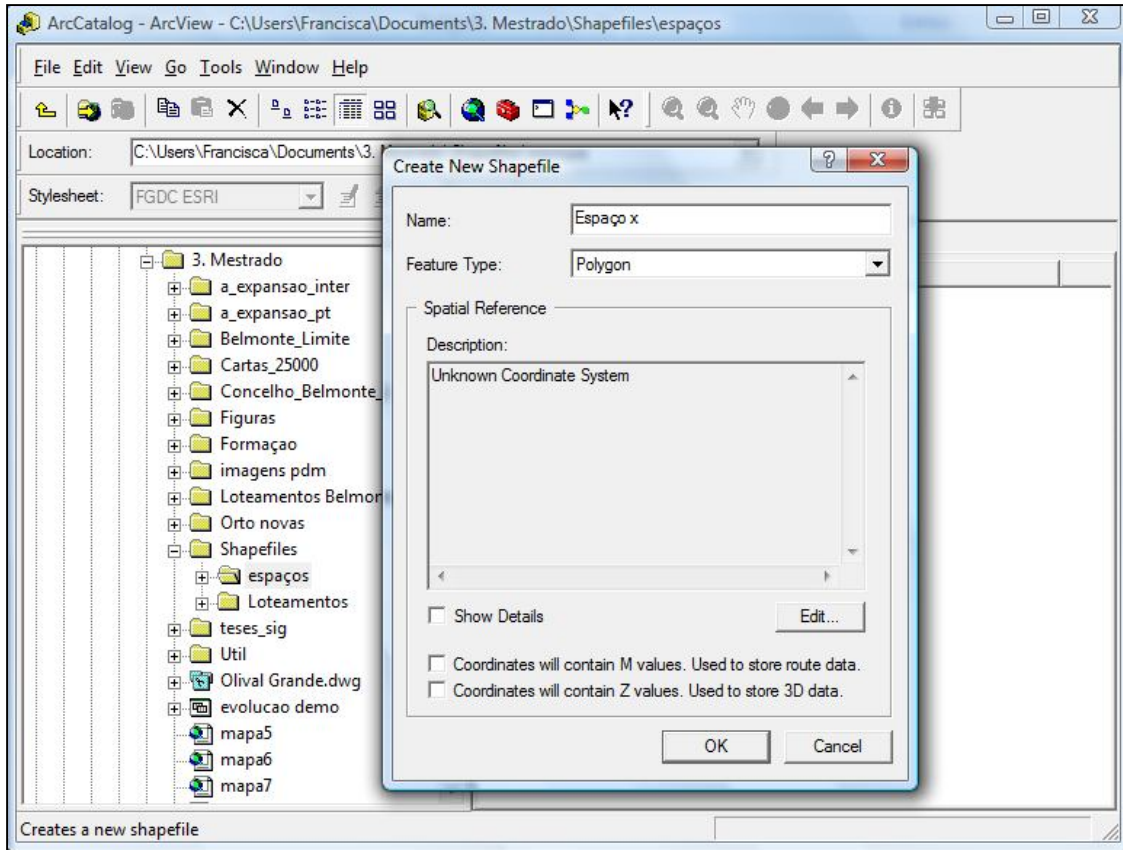 ArcCatalog - ArcView - C:\Users\Francisca\Documents\3. Mestrado\Shapefiles\espaços
File Edit View Go Tools Window Help
Location: C:\Users\Francisca\Documents\3.
Stylesheet: FGDC ESRI
3. Mestrado
a_expansao_inter
a_expansao_pt
Belmonte_Limite
Cartas_25000
Concelho_Belmonte_
Figuras
Formaçao
imagens pdm
Loteamentos Belmon
Orto novas
Shapefiles
espaços
Loteamentos
teses_sig
Util
Olival Grande.dwg
evolucao demo
mapa5
mapa6
mapa7
Create New Shapefile
Name: Espaço x
Feature Type: Polygon
Spatial Reference
Description:
Unknown Coordinate System
Show Details
Edit...
Coordinates will contain M values. Used to store route data.
Coordinates will contain Z values. Used to store 3D data.
OK Cancel
Creates a new shapefile